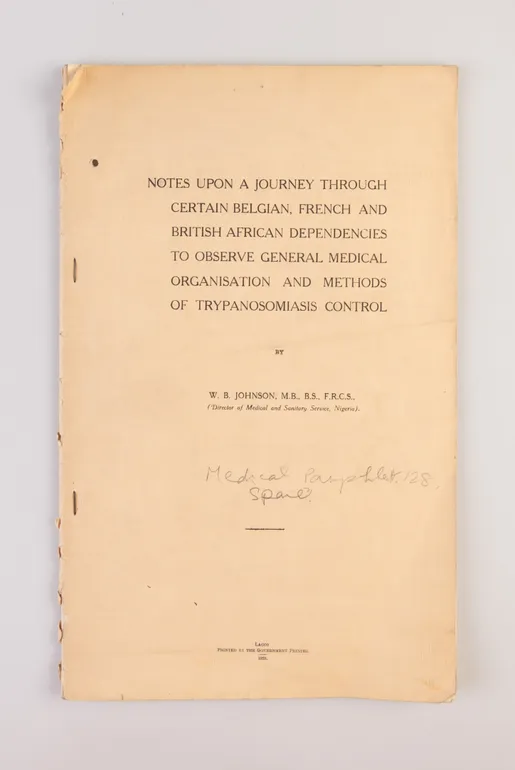 NOTES UPON A JOURNEY THROUGH
CERTAIN BELGIAN, FRENCH AND
BRITISH AFRICAN DEPENDENCIES
TO OBSERVE GENERAL MEDICAL
ORGANISATION AND METHODS
OF TRYPANOSOMIASIS CONTROL
BY
W. B. JOHNSON, M.B., B.S., F.R.C.S.,
(Director of Medical and Sanitary Service, Nigeria).
Medical Pamphlet. 128.
Spare.
LAGOS
PRINTED BY THE GOVERNMENT PRINTER.